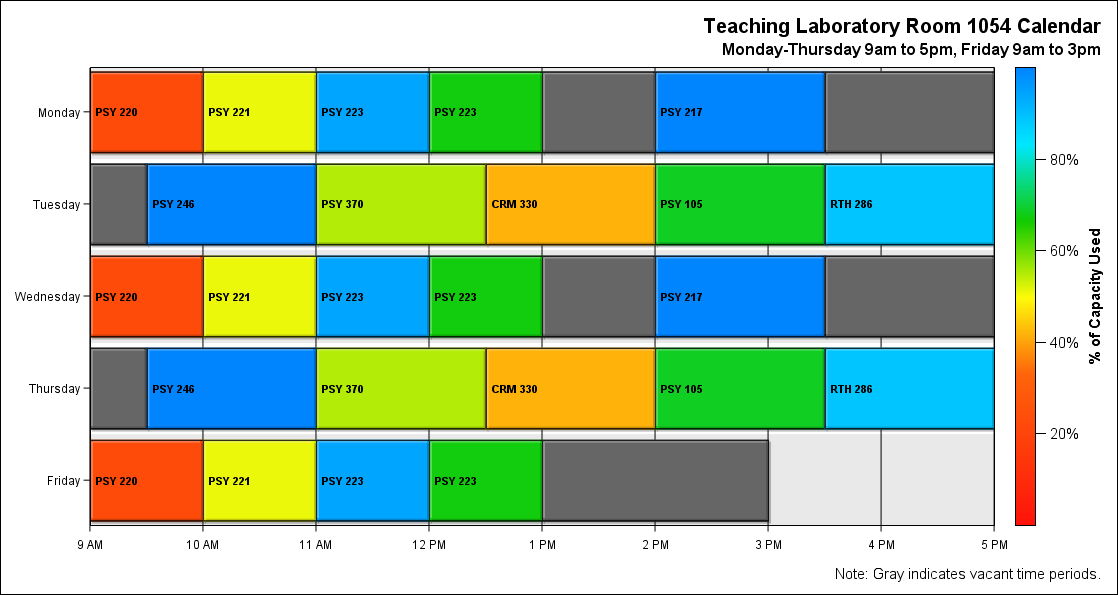 Teaching Laboratory Room 1054 Calendar
Monday-Thursday 9am to 5pm, Friday 9am to 3pm
Monday PSY 220 PSY 221 PSY 223 PSY 223 PSY 217
Tuesday PSY 246 PSY 370 CRM 330 PSY 105 RTH 286
Wednesday PSY 220 PSY 221 PSY 223 PSY 223 PSY 217
Thursday PSY 246 PSY 370 CRM 330 PSY 105 RTH 286
Friday PSY 220 PSY 221 PSY 223 PSY 223
9 AM 10 AM 11 AM 12 PM 1 PM 2 PM 3 PM 4 PM 5 PM
80%
60%
40%
20%
% of Capacity Used
Note: Gray indicates vacant time periods.